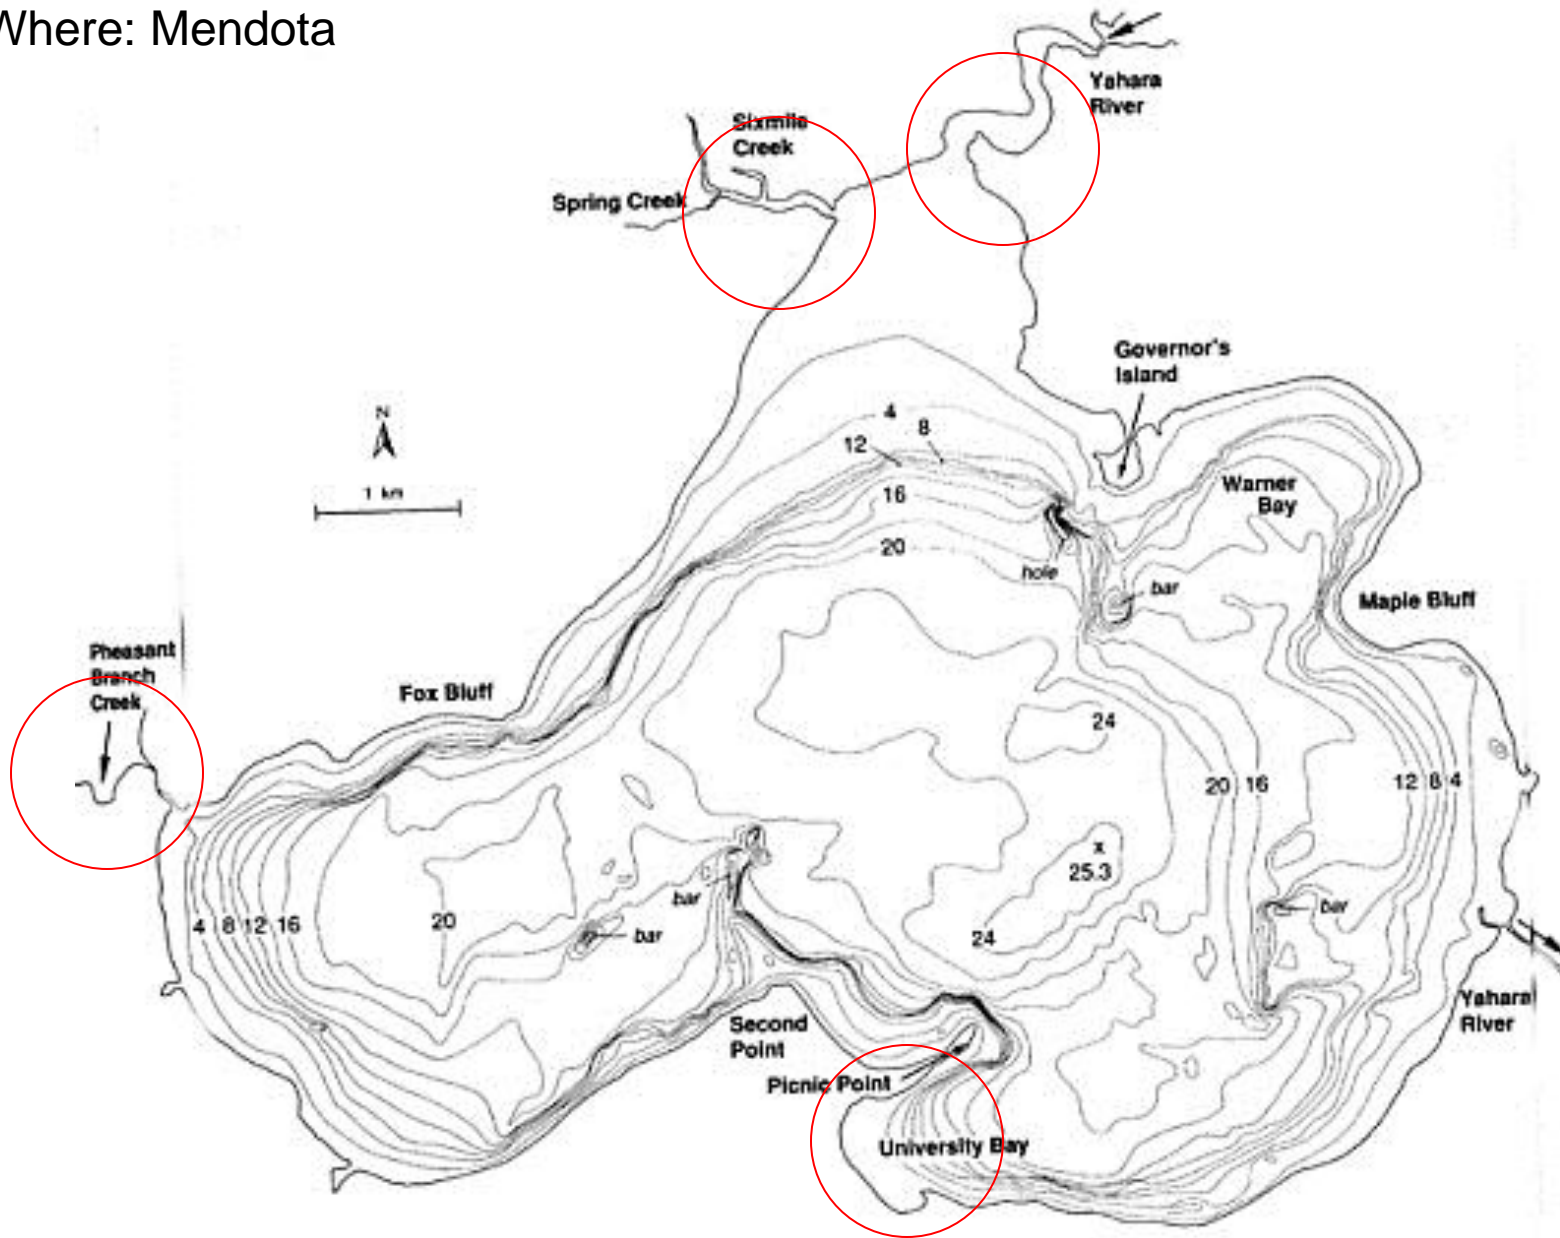 Where: Mendota
Yahara
River
Sixmile
Creek
Spring Creek
Governor's
Island
N
1 km
4
8
12
16
20
Warner
Bay
hole
bar
Maple Bluff
Pheasant
Branch
Creek
Fox Bluff
24
20
16
12
8
4
x
25.3
bar
bar
4
8
12
16
20
bar
24
Second
Point
Yahara
River
Picnic Point
University Bay